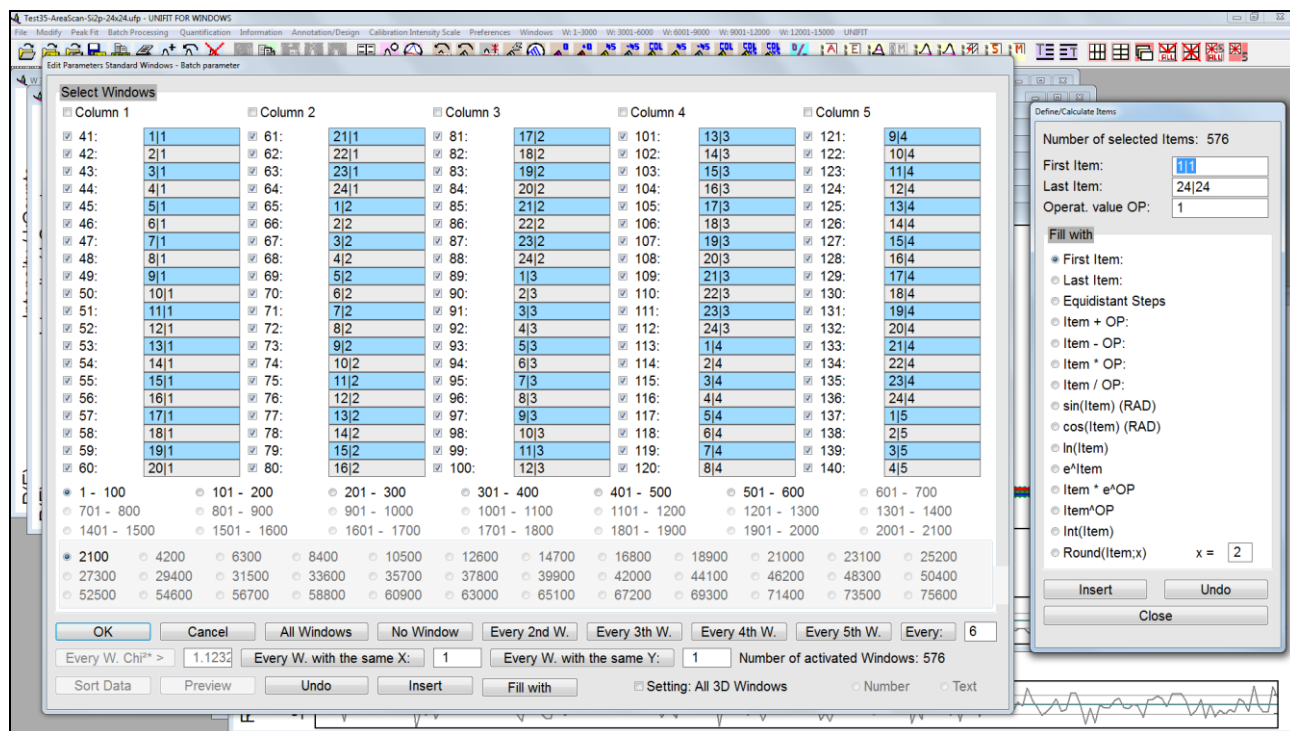 Test35-AreaScan-Si2p-24x24.ufp - UNIFIT FOR WINDOWS
File Modify Peak Fit Batch Processing Quantification Information Annotation/Design Calibration Intensity Scale Preferences Windows W:1-3000 W:3001-6000 W:6001-9000 W:9001-12000 W:12001-15000 UNIFIT
Edit Parameters Standard Windows - Batch parameter
Select Windows
Column 1 Column 2 Column 3 Column 4 Column 5
41: 1|1 61: 21|1 81: 17|2 101: 13|3 121: 9|4
42: 2|1 62: 22|1 82: 18|2 102: 14|3 122: 10|4
43: 3|1 63: 23|1 83: 19|2 103: 15|3 123: 11|4
44: 4|1 64: 24|1 84: 20|2 104: 16|3 124: 12|4
45: 5|1 65: 1|2 85: 21|2 105: 17|3 125: 13|4
46: 6|1 66: 2|2 86: 22|2 106: 18|3 126: 14|4
47: 7|1 67: 3|2 87: 23|2 107: 19|3 127: 15|4
48: 8|1 68: 4|2 88: 24|2 108: 20|3 128: 16|4
49: 9|1 69: 5|2 89: 1|3 109: 21|3 129: 17|4
50: 10|1 70: 6|2 90: 2|3 110: 22|3 130: 18|4
51: 11|1 71: 7|2 91: 3|3 111: 23|3 131: 19|4
52: 12|1 72: 8|2 92: 4|3 112: 24|3 132: 20|4
53: 13|1 73: 9|2 93: 5|3 113: 1|4 133: 21|4
54: 14|1 74: 10|2 94: 6|3 114: 2|4 134: 22|4
55: 15|1 75: 11|2 95: 7|3 115: 3|4 135: 23|4
56: 16|1 76: 12|2 96: 8|3 116: 4|4 136: 24|4
57: 17|1 77: 13|2 97: 9|3 117: 5|4 137: 1|5
58: 18|1 78: 14|2 98: 10|3 118: 6|4 138: 2|5
59: 19|1 79: 15|2 99: 11|3 119: 7|4 139: 3|5
60: 20|1 80: 16|2 100: 12|3 120: 8|4 140: 4|5
1 - 100 101 - 200 201 - 300 301 - 400 401 - 500 501 - 600 601 - 700
701 - 800 801 - 900 901 - 1000 1001 - 1100 1101 - 1200 1201 - 1300 1301 - 1400
1401 - 1500 1501 - 1600 1601 - 1700 1701 - 1800 1801 - 1900 1901 - 2000 2001 - 2100
2100 4200 6300 8400 10500 12600 14700 16800 18900 21000 23100 25200
27300 29400 31500 33600 35700 37800 39900 42000 44100 46200 48300 50400
52500 54600 56700 58800 60900 63000 65100 67200 69300 71400 73500 75600
OK Cancel All Windows No Window Every 2nd W. Every 3th W. Every 4th W. Every 5th W. Every: 6
Every W. Chi²* > 1.1232 Every W. with the same X: 1 Every W. with the same Y: 1 Number of activated Windows: 576
Sort Data Preview Undo Insert Fill with Setting: All 3D Windows Number Text
Define/Calculate Items
Number of selected Items: 576
First Item: 1|1
Last Item: 24|24
Operat. value OP: 1
Fill with
First Item:
Last Item:
Equidistant Steps
Item + OP:
Item - OP:
Item * OP:
Item / OP:
sin(Item) (RAD)
cos(Item) (RAD)
ln(Item)
e^Item
Item * e^OP
Item^OP
Int(Item)
Round(Item;x) x = 2
Insert Undo
Close